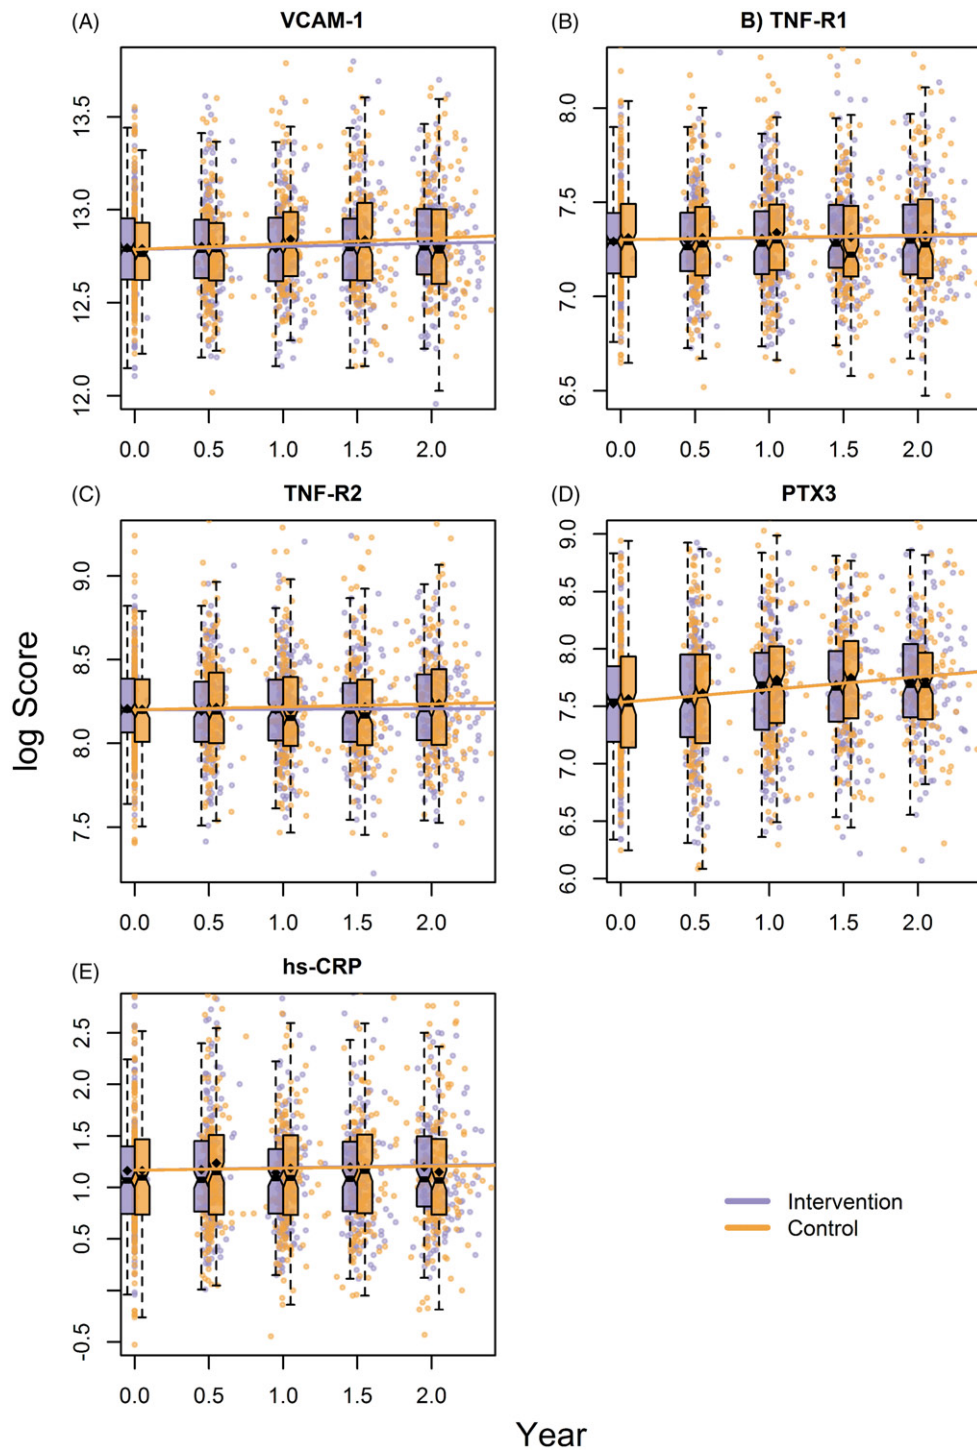 (A) VCAM-1
(B) B) TNF-R1
13.5
13.0
12.5
12.0
0.0 0.5 1.0 1.5 2.0
8.0
7.5
7.0
6.5
0.0 0.5 1.0 1.5 2.0
(C) TNF-R2
(D) PTX3
9.0
8.5
8.0
7.5
0.0 0.5 1.0 1.5 2.0
9.0
8.5
8.0
7.5
7.0
6.5
6.0
0.0 0.5 1.0 1.5 2.0
log Score
(E) hs-CRP
2.5
2.0
1.5
1.0
0.5
-0.5
0.0 0.5 1.0 1.5 2.0
Intervention
Control
Year